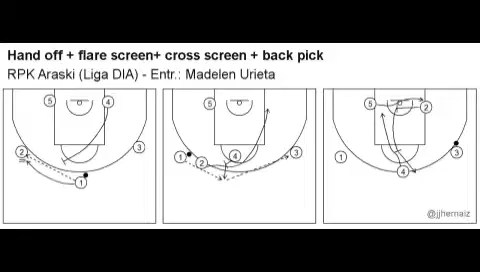 Hand off + flare screen+ cross screen + back pick
RPK Araski (Liga DIA) - Entr.: Madelen Urieta
5 4
2 3
1
5
1 2 4 3
5 2
1 3
4
@jjhernaiz